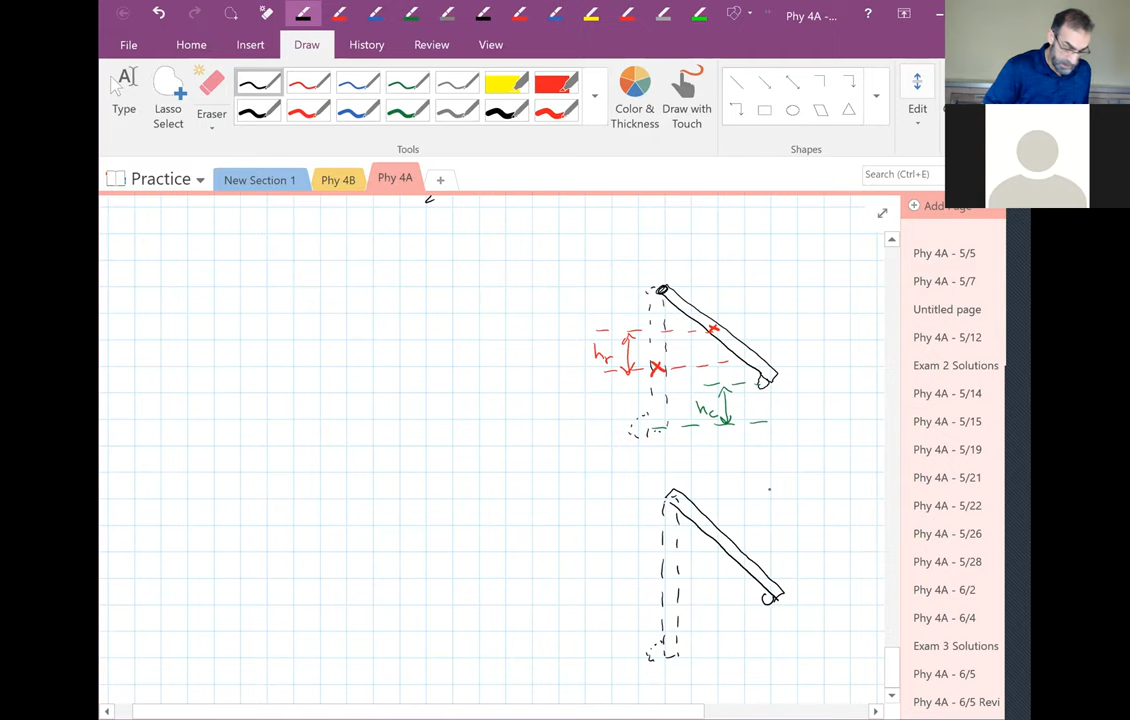 Phy 4A -
?
File
Home
Insert
Draw
History
Review
View
Type
Lasso Select
Eraser
Color & Thickness
Draw with Touch
Edit
Tools
Shapes
Practice
New Section 1
Phy 4B
Phy 4A
+
Search (Ctrl+E)
Add Page
Phy 4A - 5/5
Phy 4A - 5/7
Untitled page
Phy 4A - 5/12
Exam 2 Solutions
Phy 4A - 5/14
Phy 4A - 5/15
Phy 4A - 5/19
Phy 4A - 5/21
Phy 4A - 5/22
Phy 4A - 5/26
Phy 4A - 5/28
Phy 4A - 6/2
Phy 4A - 6/4
Exam 3 Solutions
Phy 4A - 6/5
Phy 4A - 6/5 Revi
hr
hc